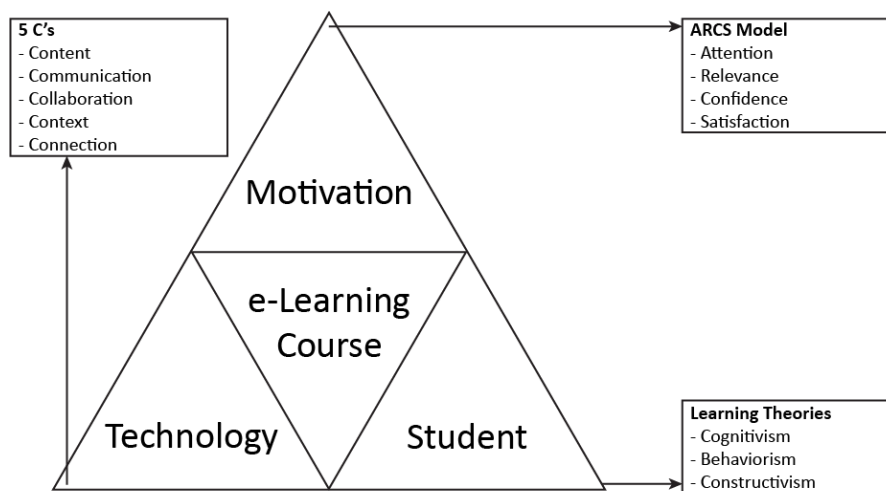 5 C’s
- Content
- Communication
- Collaboration
- Context
- Connection
ARCS Model
- Attention
- Relevance
- Confidence
- Satisfaction
Motivation
e-Learning
Course
Technology
Student
Learning Theories
- Cognitivism
- Behaviorism
- Constructivism